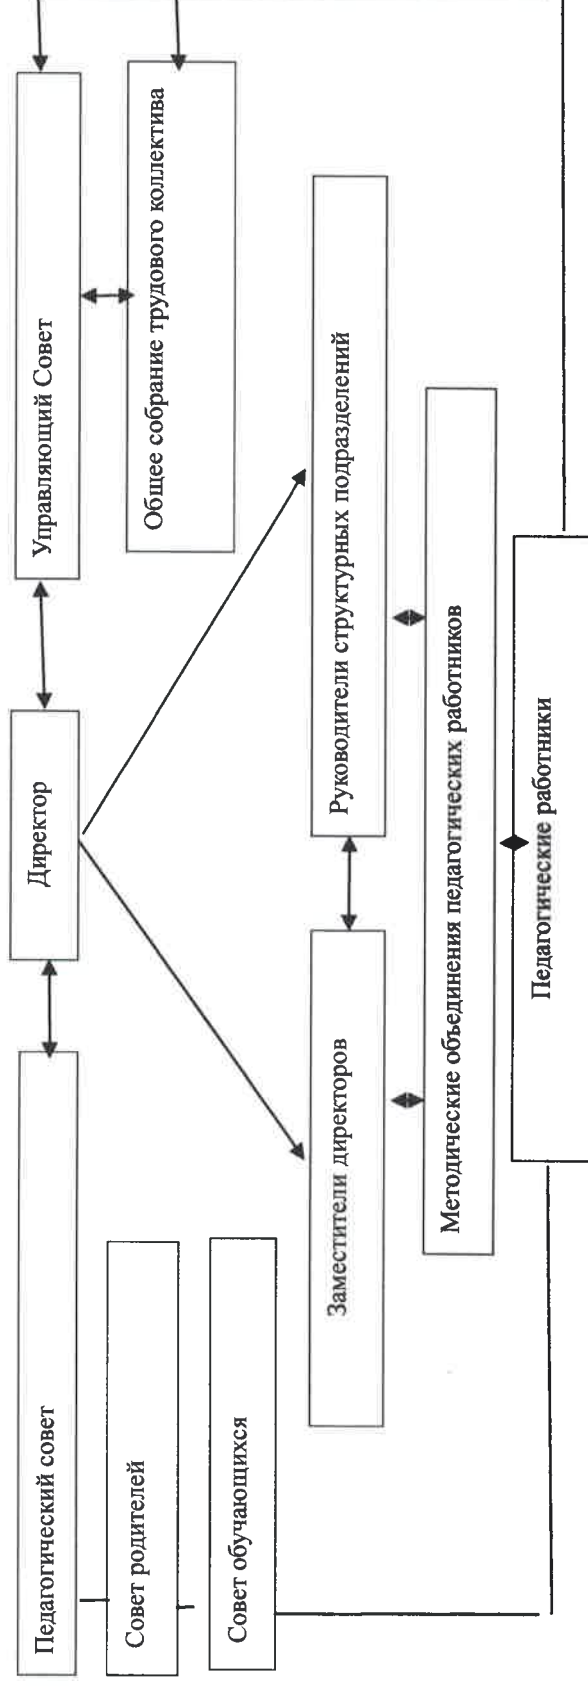 Педагогический совет
Директор
Управляющий Совет
Совет родителей
Общее собрание трудового коллектива
Совет обучающихся
Заместители директоров
Руководители структурных подразделений
Методические объединения педагогических работников
Педагогические работники